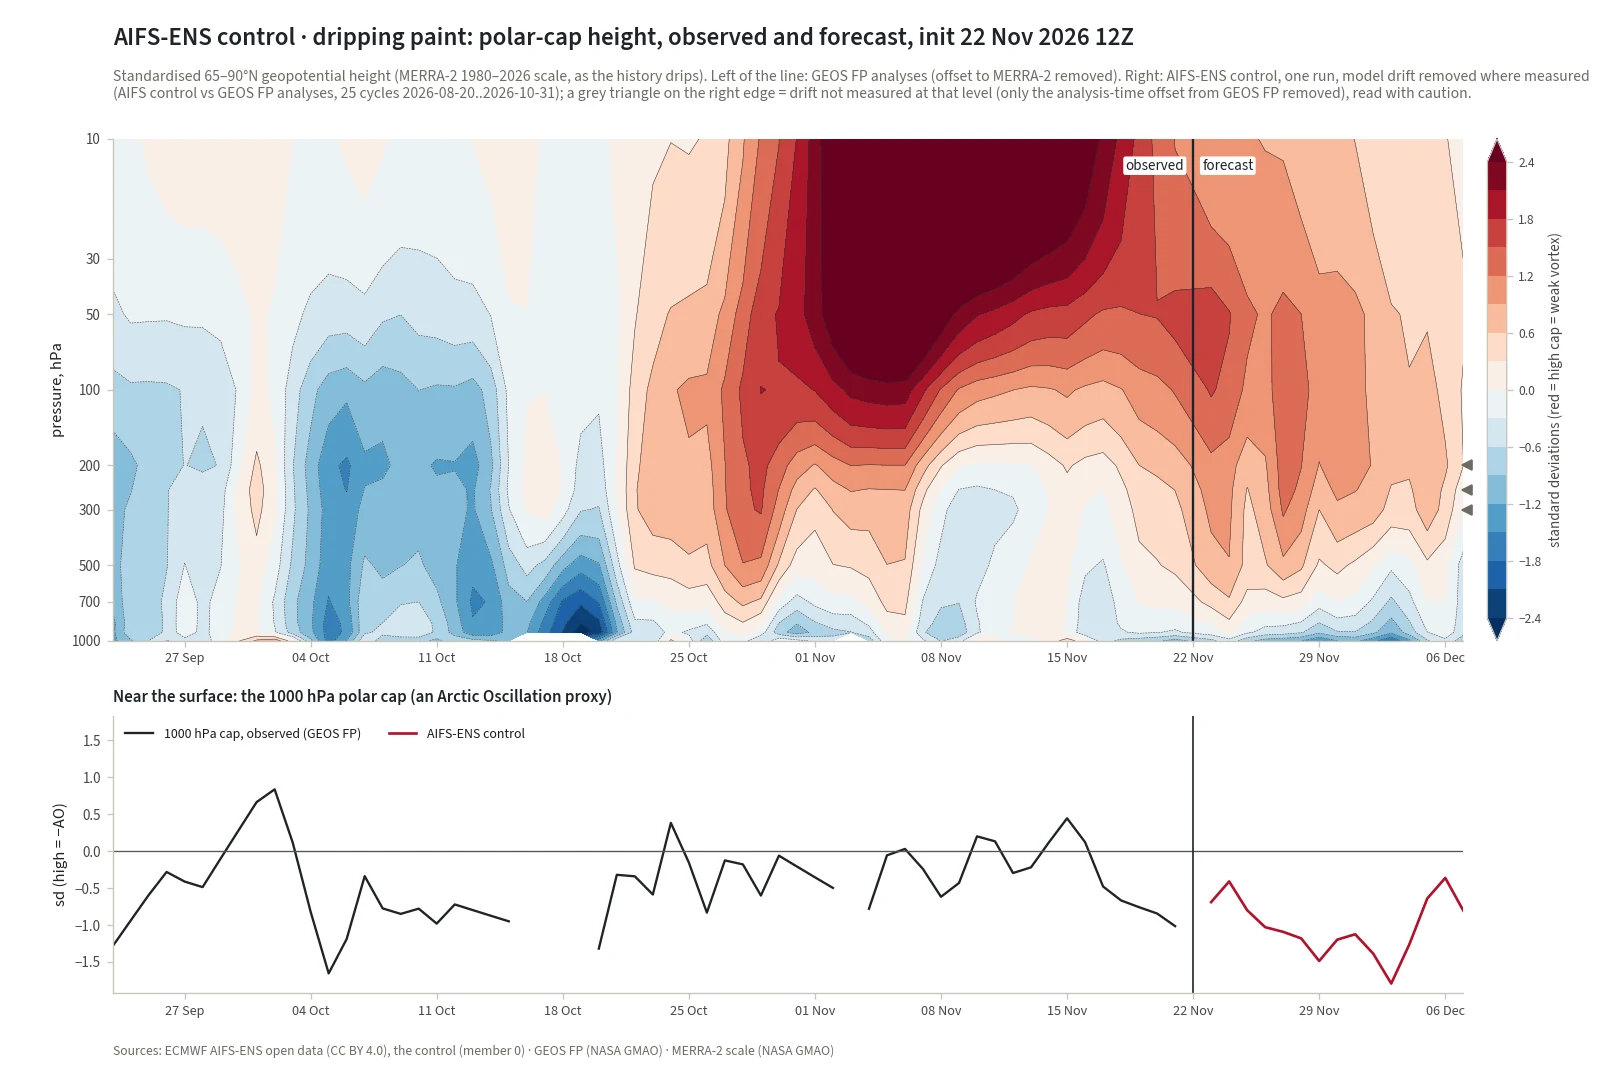 AIFS-ENS control · dripping paint: polar-cap height, observed and forecast, init 22 Nov 2026 12Z
Standardised 65–90°N geopotential height (MERRA-2 1980–2026 scale, as the history drips). Left of the line: GEOS FP analyses (offset to MERRA-2 removed). Right: AIFS-ENS control, one run, model drift removed where measured
(AIFS control vs GEOS FP analyses, 25 cycles 2026-08-20..2026-10-31); a grey triangle on the right edge = drift not measured at that level (only the analysis-time offset from GEOS FP removed), read with caution.
observed
forecast
pressure, hPa
10
30
50
100
200
300
500
700
1000
27 Sep
04 Oct
11 Oct
18 Oct
25 Oct
01 Nov
08 Nov
15 Nov
22 Nov
29 Nov
06 Dec
2.4
1.8
1.2
0.6
0.0
−0.6
−1.2
−1.8
−2.4
standard deviations (red = high cap = weak vortex)
Near the surface: the 1000 hPa polar cap (an Arctic Oscillation proxy)
1000 hPa cap, observed (GEOS FP)
AIFS-ENS control
sd (high = −AO)
1.5
1.0
0.5
0.0
−0.5
−1.0
−1.5
27 Sep
04 Oct
11 Oct
18 Oct
25 Oct
01 Nov
08 Nov
15 Nov
22 Nov
29 Nov
06 Dec
Sources: ECMWF AIFS-ENS open data (CC BY 4.0), the control (member 0) · GEOS FP (NASA GMAO) · MERRA-2 scale (NASA GMAO)